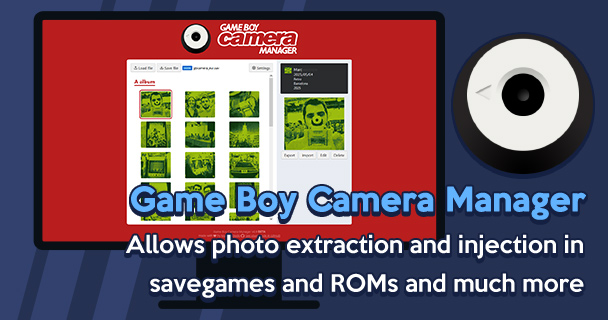 GAME BOY
camera
MANAGER
Load file
Save file
Settings
A album
Export
Import
Edit
Delete
Game Boy Camera Manager
Allows photo extraction and injection in
savegames and ROMs and much more